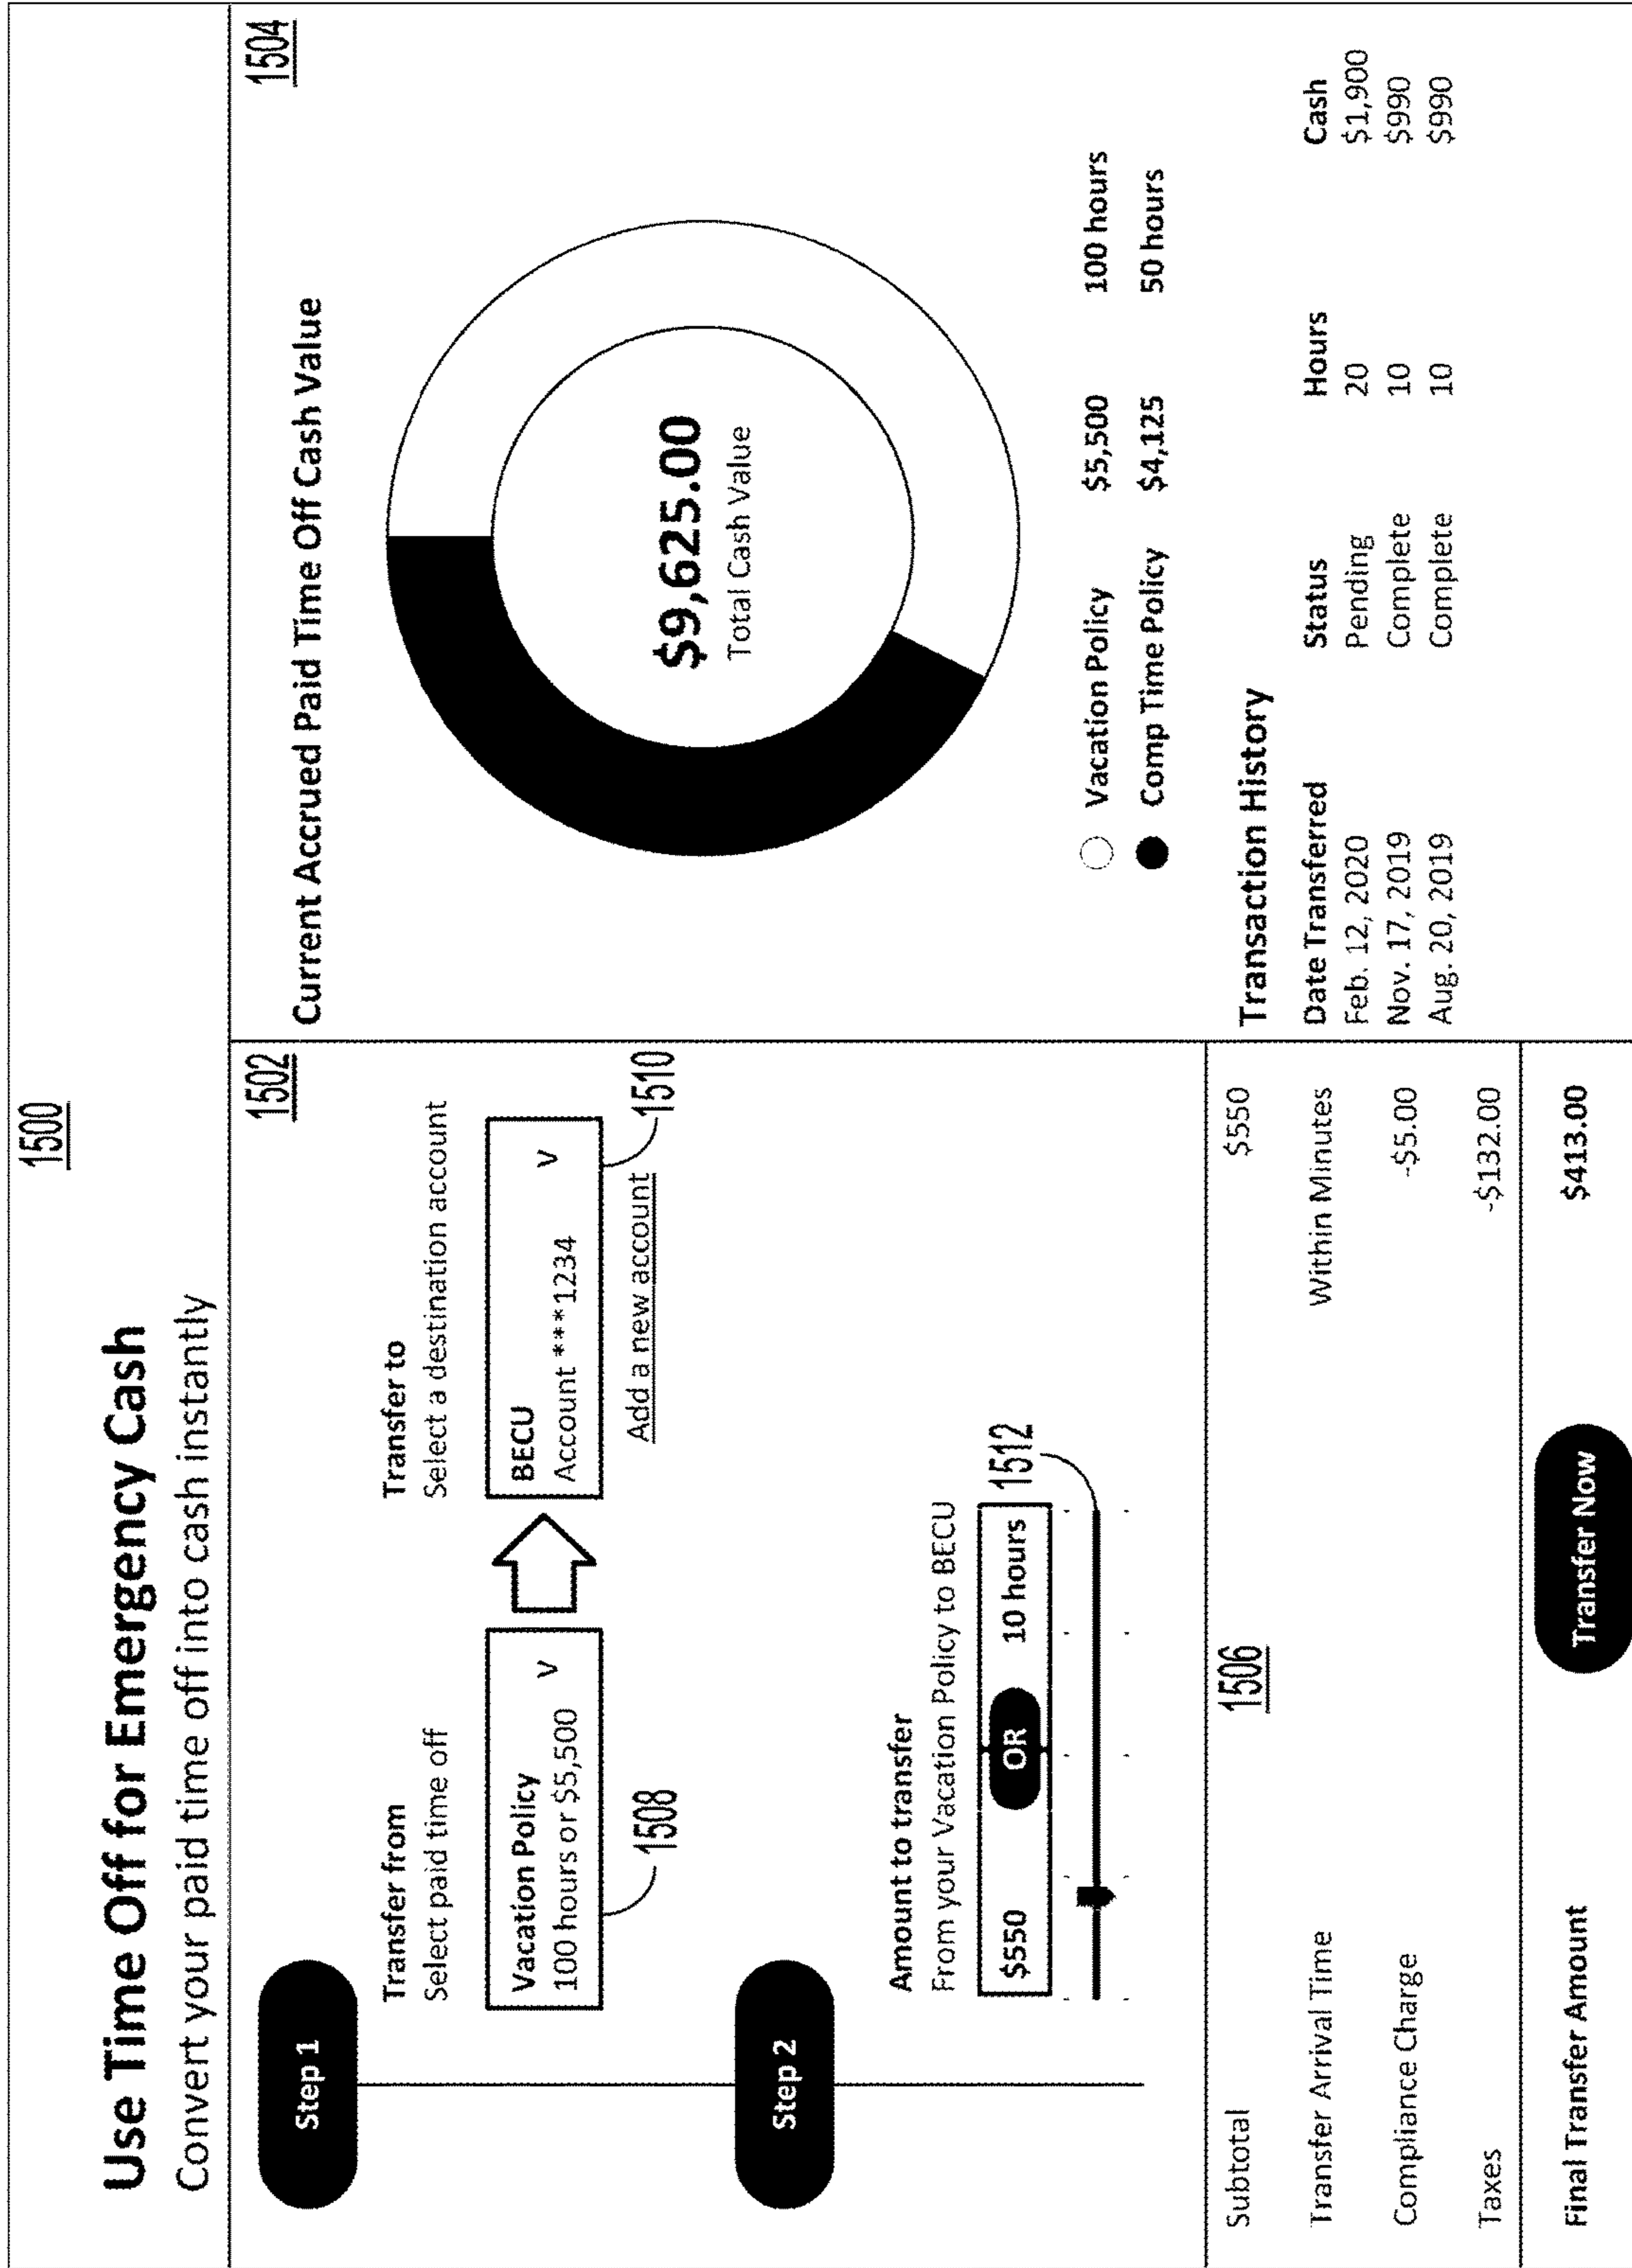 1500
Use Time Off for Emergency Cash
Convert your paid time off into cash instantly
1502
Step 1
Transfer from
Select paid time off
Vacation Policy
100 hours or $5,500 V
1508
Transfer to
Select a destination account
BECU
Account ***1234 V
Add a new account
1510
Step 2
Amount to transfer
From your Vacation Policy to BECU
$550 OR 10 hours
1512
1506
Subtotal $550
Transfer Arrival Time Within Minutes
Compliance Charge -$5.00
Taxes -$132.00
Final Transfer Amount Transfer Now $413.00
1504
Current Accrued Paid Time Off Cash Value
$9,625.00
Total Cash Value
Vacation Policy $5,500 100 hours
Comp Time Policy $4,125 50 hours
Transaction History
Date Transferred Status Hours Cash
Feb. 12, 2020 Pending 20 $1,900
Nov. 17, 2019 Complete 10 $990
Aug. 20, 2019 Complete 10 $990